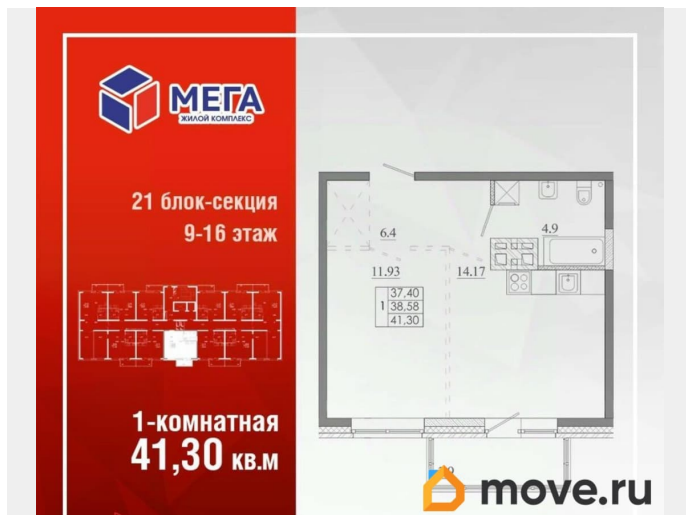 МЕГА
ЖИЛОЙ КОМПЛЕКС
21 блок-секция
9-16 этаж
1-комнатная
41,30 кв.м
6.4
4.9
11.93
14.17
37,40
1 38,58
41,30
move.ru